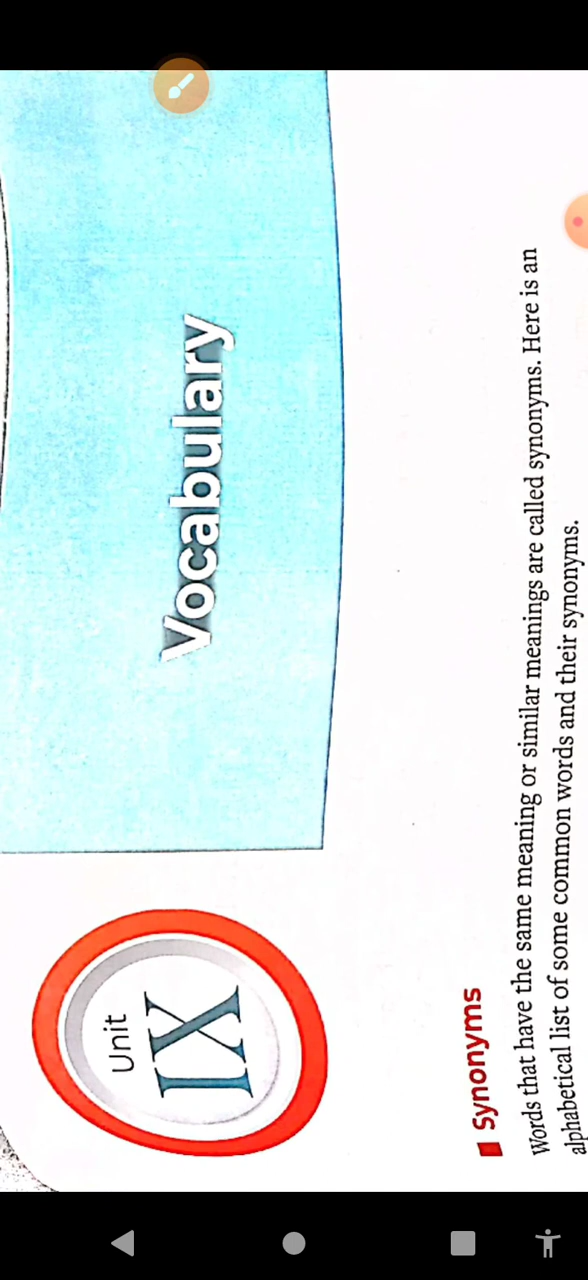 Unit
IX
Vocabulary
Synonyms
Words that have the same meaning or similar meanings are called synonyms. Here is an
alphabetical list of some common words and their synonyms.